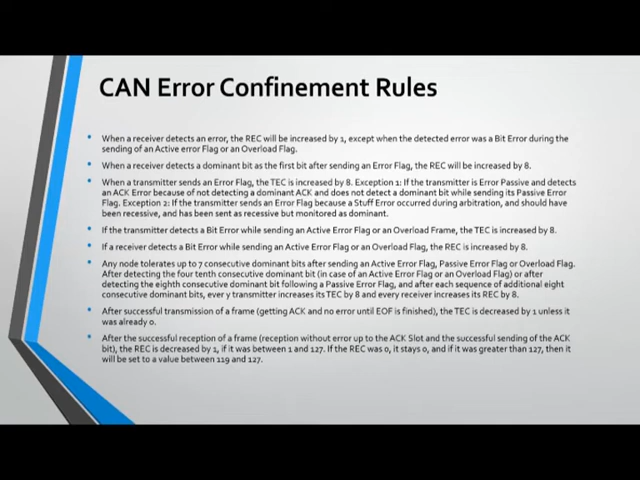 CAN Error Confinement Rules
• When a receiver detects an error, the REC will be increased by 1, except when the detected error was a Bit Error during the
sending of an Active error Flag or an Overload Flag.
• When a receiver detects a dominant bit as the first bit after sending an Error Flag, the REC will be increased by 8.
• When a transmitter sends an Error Flag, the TEC is increased by 8. Exception 1: If the transmitter is Error Passive and detects
an ACK Error because of not detecting a dominant ACK and does not detect a dominant bit while sending its Passive Error
Flag. Exception 2: If the transmitter sends an Error Flag because a Stuff Error occurred during arbitration, and should have
been recessive, and has been sent as recessive but monitored as dominant.
• If the transmitter detects a Bit Error while sending an Active Error Flag or an Overload Frame, the TEC is increased by 8.
• If a receiver detects a Bit Error while sending an Active Error Flag or an Overload Flag, the REC is increased by 8.
• Any node tolerates up to 7 consecutive dominant bits after sending an Active Error Flag, Passive Error Flag or Overload Flag.
After detecting the four tenth consecutive dominant bit (in case of an Active Error Flag or an Overload Flag) or after
detecting the eighth consecutive dominant bit following a Passive Error Flag, and after each sequence of additional eight
consecutive dominant bits, ever y transmitter increases its TEC by 8 and every receiver increases its REC by 8.
• After successful transmission of a frame (getting ACK and no error until EOF is finished), the TEC is decreased by 1 unless it
was already 0.
• After the successful reception of a frame (reception without error up to the ACK Slot and the successful sending of the ACK
bit), the REC is decreased by 1, if it was between 1 and 127. If the REC was 0, it stays 0, and if it was greater than 127, then it
will be set to a value between 119 and 127.